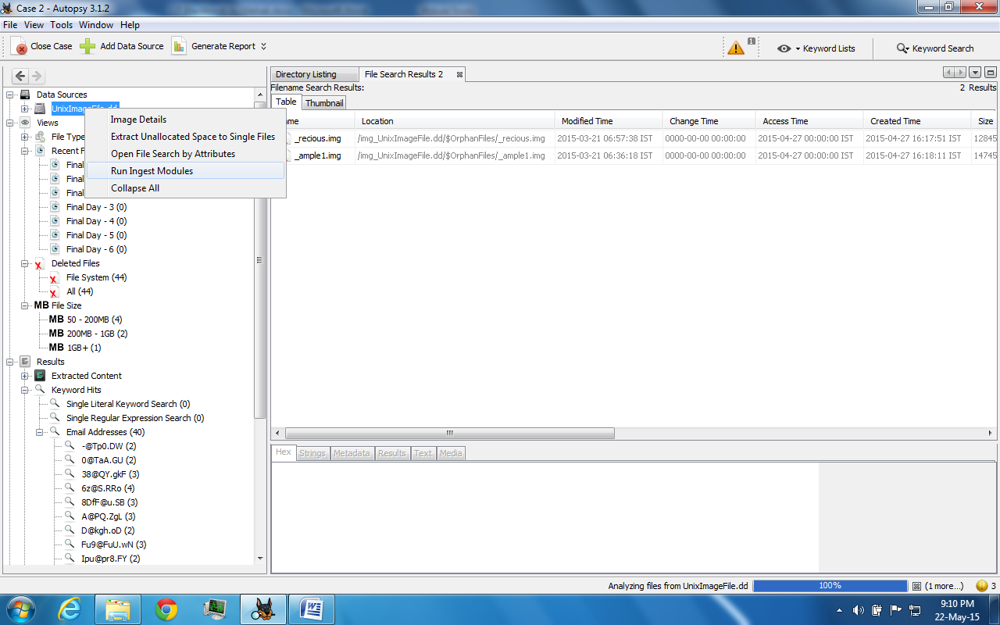 Case 2 - Autopsy 3.1.2
File View Tools Window Help
Close Case Add Data Source Generate Report 1 Keyword Lists Keyword Search
Directory Listing File Search Results 2
Filename Search Results: 2 Results
Table Thumbnail
Location Modified Time Change Time Access Time Created Time Size
_recious.img /img_UnixImageFile.dd/$OrphanFiles/_recious.img 2015-03-21 06:57:38 IST 0000-00-00 00:00:00 2015-04-27 00:00:00 IST 2015-04-27 16:17:51 IST 12845
_ample1.img /img_UnixImageFile.dd/$OrphanFiles/_ample1.img 2015-03-21 06:36:18 IST 0000-00-00 00:00:00 2015-04-27 00:00:00 IST 2015-04-27 16:18:11 IST 14745
Data Sources
UnixImageFile.dd
Views
File Type
Recent F
Final
Final
Final
Image Details
Extract Unallocated Space to Single Files
Open File Search by Attributes
Run Ingest Modules
Collapse All
Final Day - 3 (0)
Final Day - 4 (0)
Final Day - 5 (0)
Final Day - 6 (0)
Deleted Files
File System (44)
All (44)
MB File Size
MB 50 - 200MB (4)
MB 200MB - 1GB (2)
MB 1GB+ (1)
Results
Extracted Content
Keyword Hits
Single Literal Keyword Search (0)
Single Regular Expression Search (0)
Email Addresses (40)
-@Tp0.DW (2)
0@TaA.GU (2)
38@QY.gkF (3)
6z@S.RRo (4)
8DfF@u.SB (3)
A@PQ.ZgL (3)
D@kgh.oD (2)
Fu9@FuU.wN (3)
Ipu@pr8.FY (2)
Hex Strings Metadata Results Text Media
Analyzing files from UnixImageFile.dd 100% (1 more...) 3
9:10 PM
22-May-15